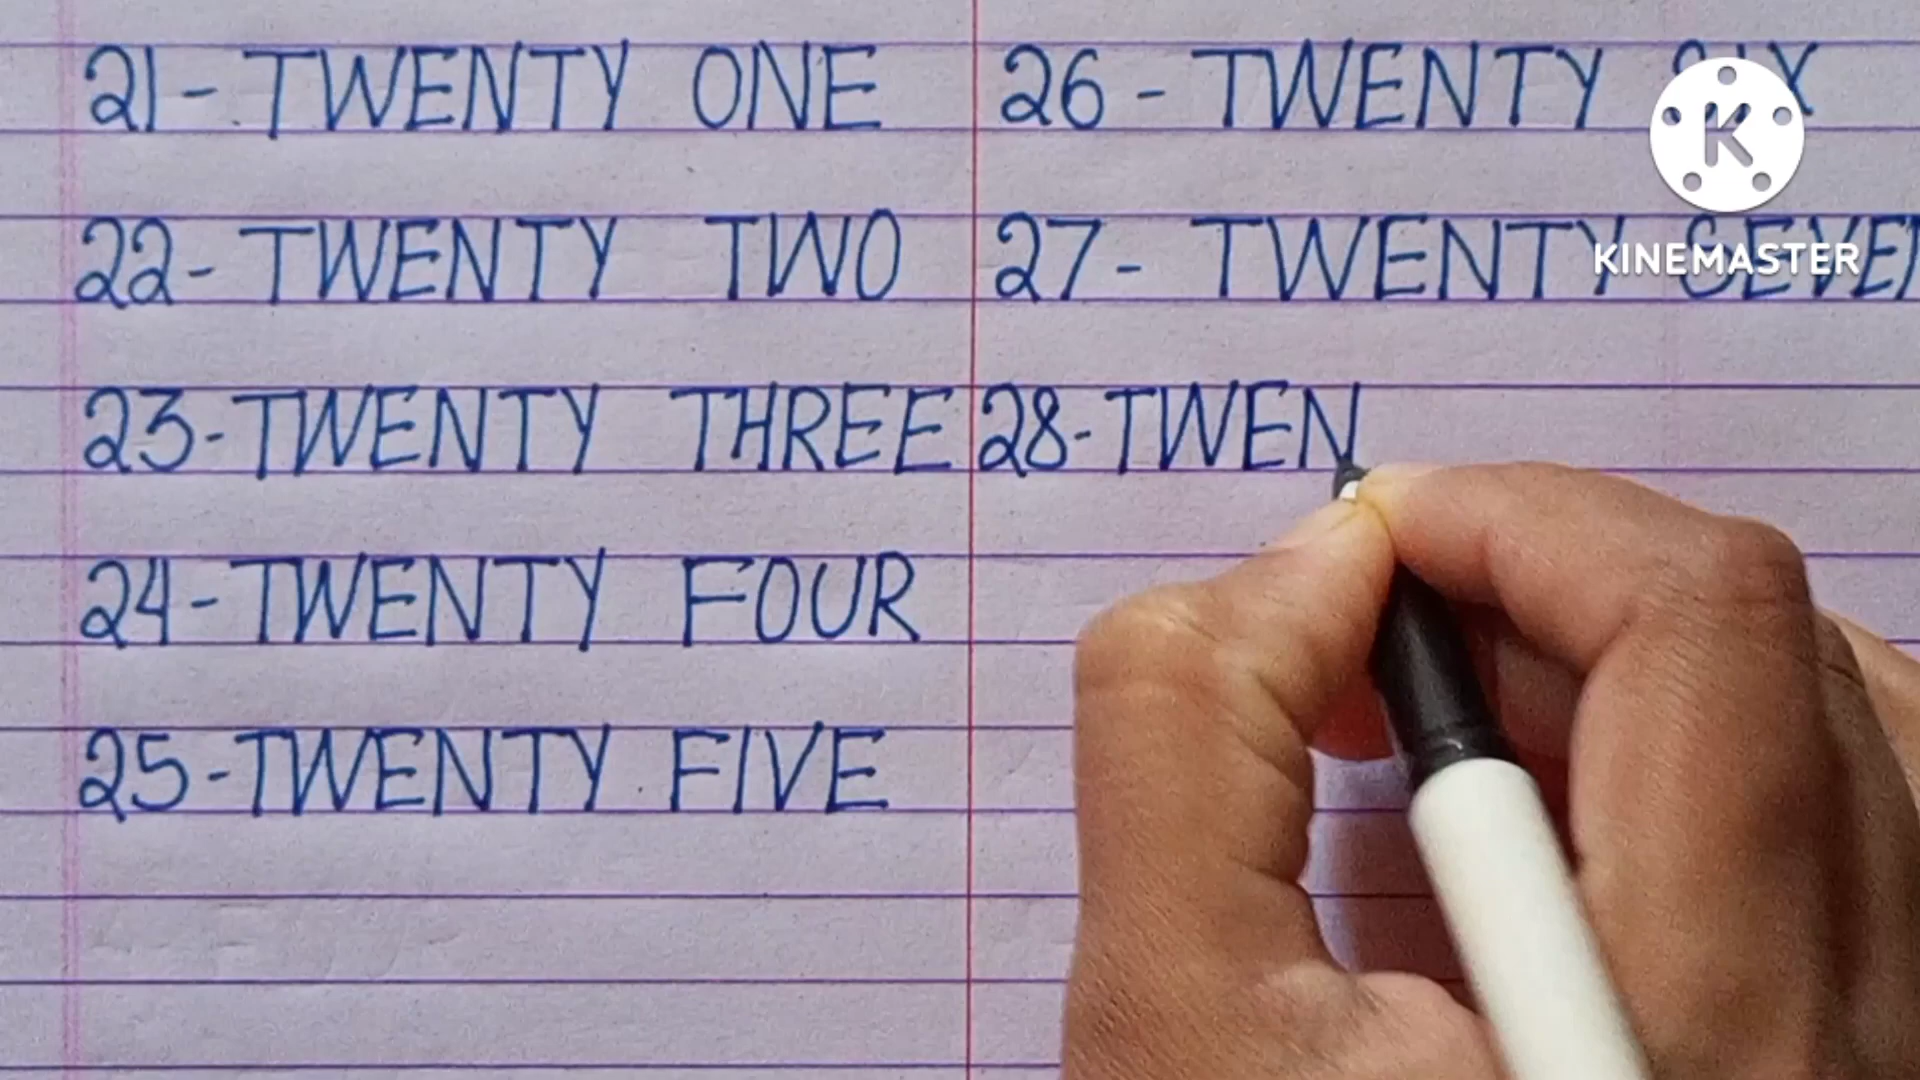 21- TWENTY ONE
22- TWENTY TWO
23-TWENTY THREE
24-TWENTY FOUR
25-TWENTY FIVE
26 - TWENTY
27- TWENTY
28-TWEN
KINEMASTER